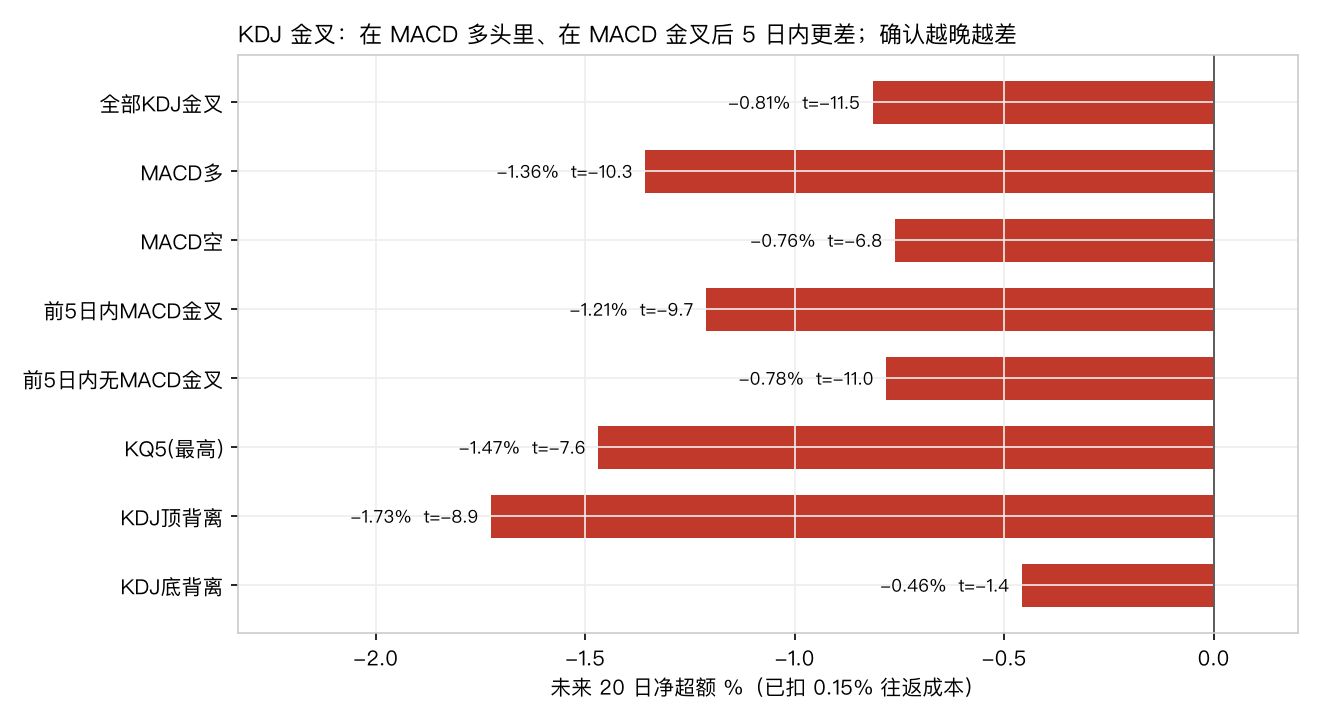 KDJ 金叉：在 MACD 多头里、在 MACD 金叉后 5 日内更差；确认越晚越差
全部KDJ金叉 −0.81% t=−11.5
MACD多 −1.36% t=−10.3
MACD空 −0.76% t=−6.8
前5日内MACD金叉 −1.21% t=−9.7
前5日内无MACD金叉 −0.78% t=−11.0
KQ5(最高) −1.47% t=−7.6
KDJ顶背离 −1.73% t=−8.9
KDJ底背离 −0.46% t=−1.4
−2.0 −1.5 −1.0 −0.5 0.0
未来 20 日净超额 %（已扣 0.15% 往返成本）